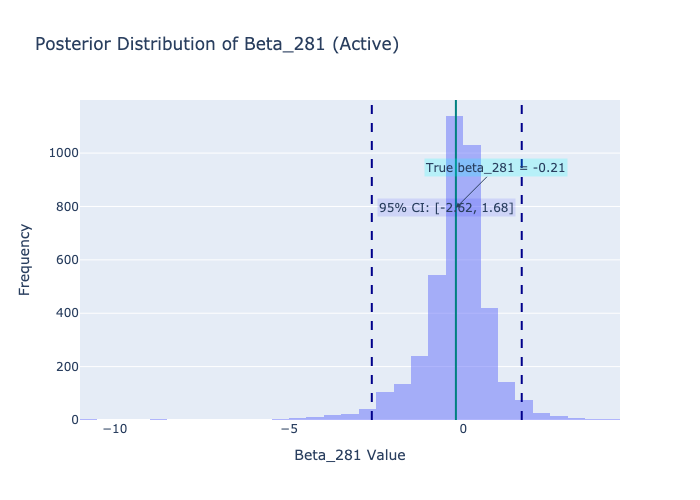 Posterior Distribution of Beta_281 (Active)
1000
True beta_281 = -0.21
800
95% CI: [-2.62, 1.68]
600
400
200
0
−10
−5
0
Frequency
Beta_281 Value